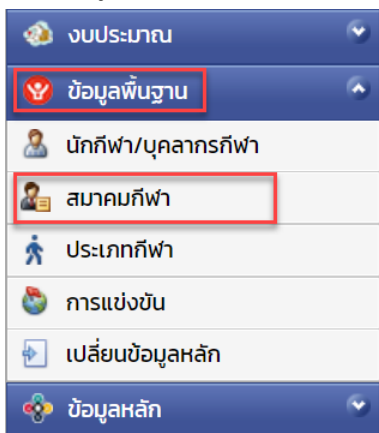 งบประมาณ
ข้อมูลพื้นฐาน
นักกีฬา/บุคลากรกีฬา
สมาคมกีฬา
ประเภทกีฬา
การแข่งขัน
เปลี่ยนข้อมูลหลัก
ข้อมูลหลัก